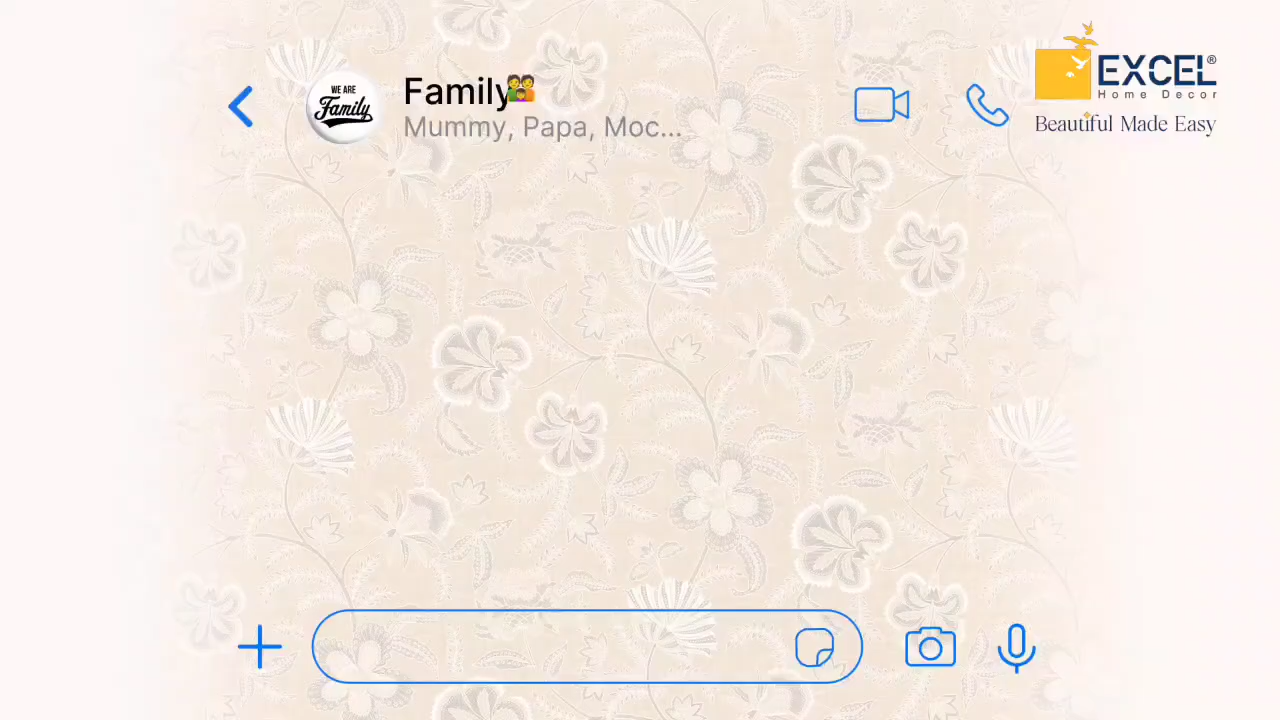 WE ARE
Family
Family
Mummy, Papa, Moc...
EXCEL®
Home Decor
Beautiful Made Easy